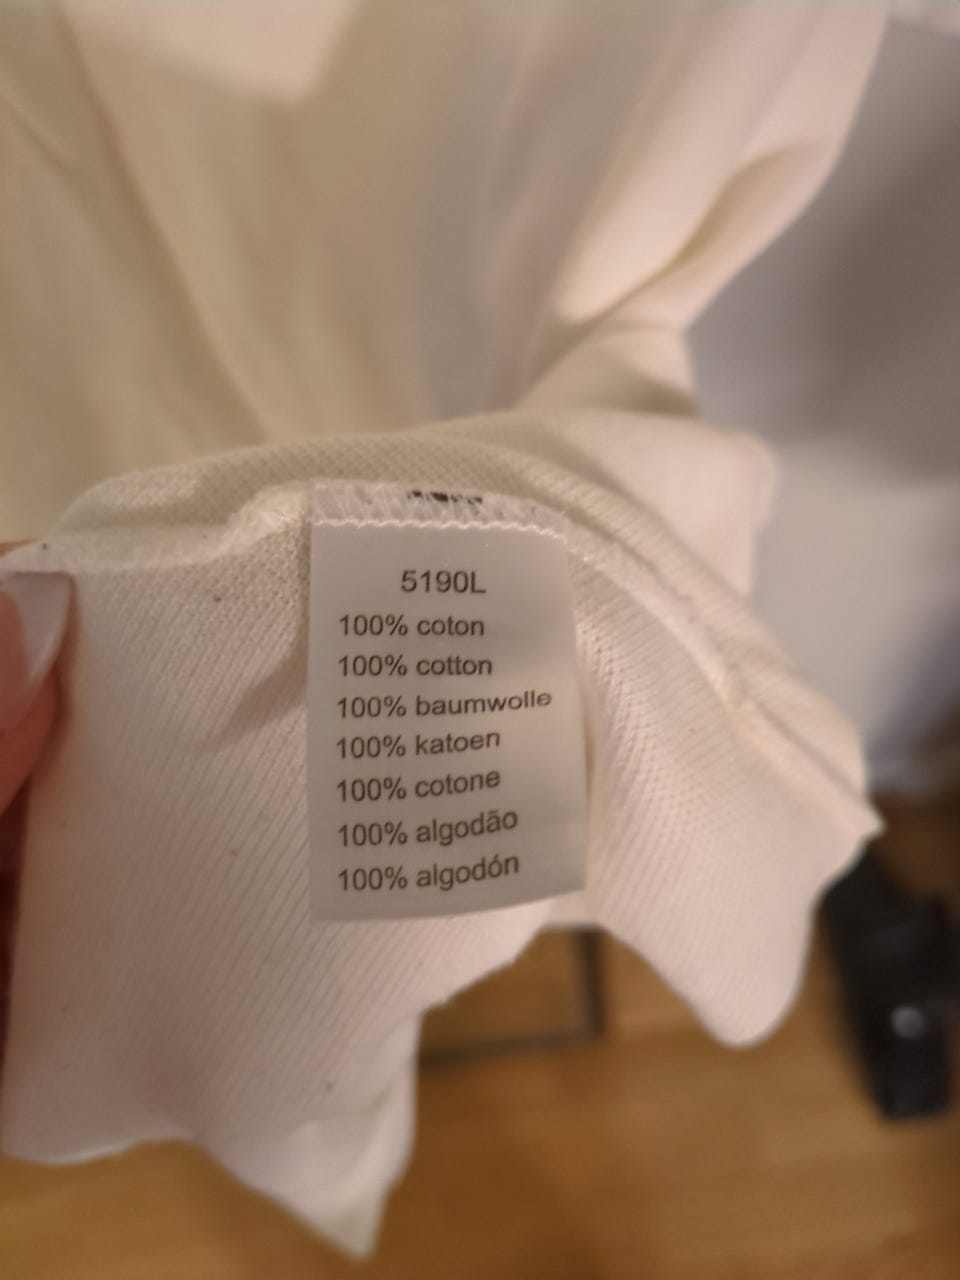 5190L
100% coton
100% cotton
100% baumwolle
100% katoen
100% cotone
100% algodão
100% algodón